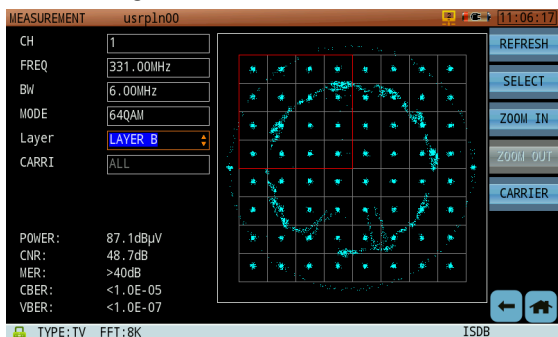 MEASUREMENT usrpln00 11:06:17
CH 1
FREQ 331.00MHz
BW 6.00MHz
MODE 64QAM
Layer LAYER B
CARRI ALL
POWER: 87.1dBµV
CNR: 48.7dB
MER: >40dB
CBER: <1.0E-05
VBER: <1.0E-07
REFRESH
SELECT
ZOOM IN
ZOOM OUT
CARRIER
TYPE:TV FFT:8K ISDB